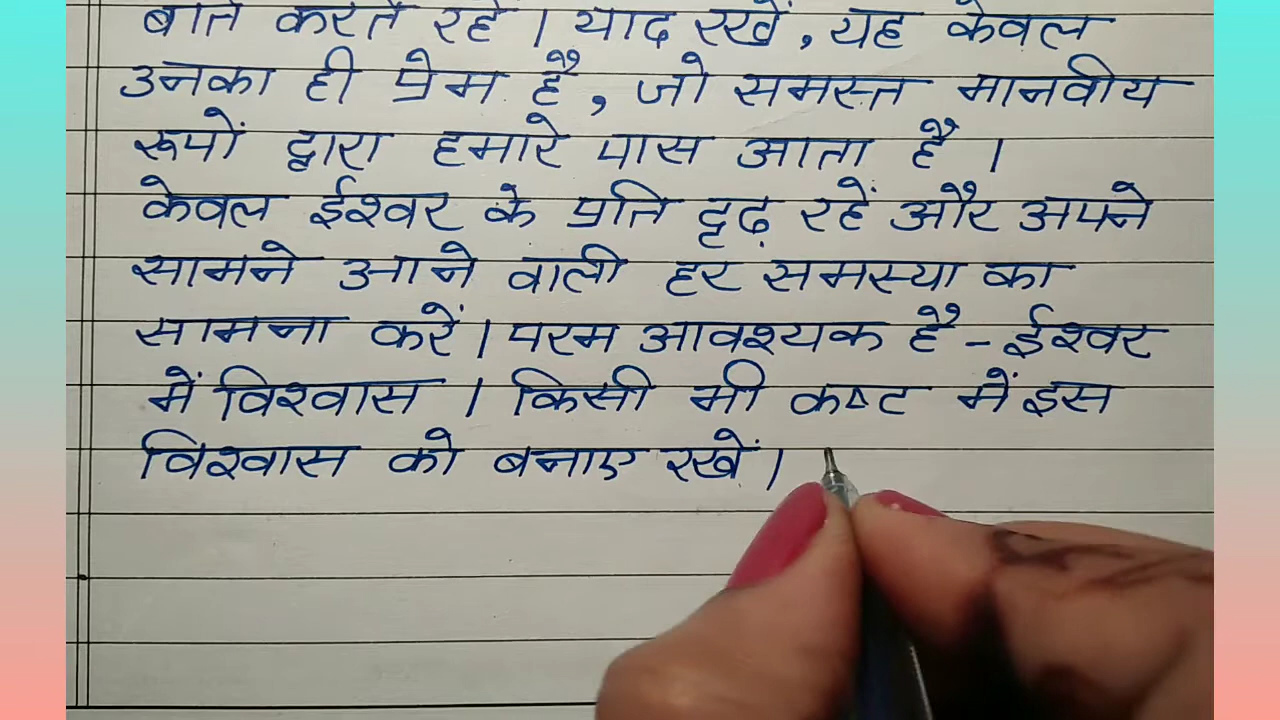 बातें करते रहें । याद रखें, यह केवल
उनका ही प्रेम है, जो समस्त मानवीय
रूपों द्वारा हमारे पास आता है ।
केवल ईश्वर के प्रति दृढ़ रहें और अपने
सामने आने वाली हर समस्या का
सामना करें । परम आवश्यक है - ईश्वर
में विश्वास । किसी भी कष्ट में इस
विश्वास को बनाए रखें ।